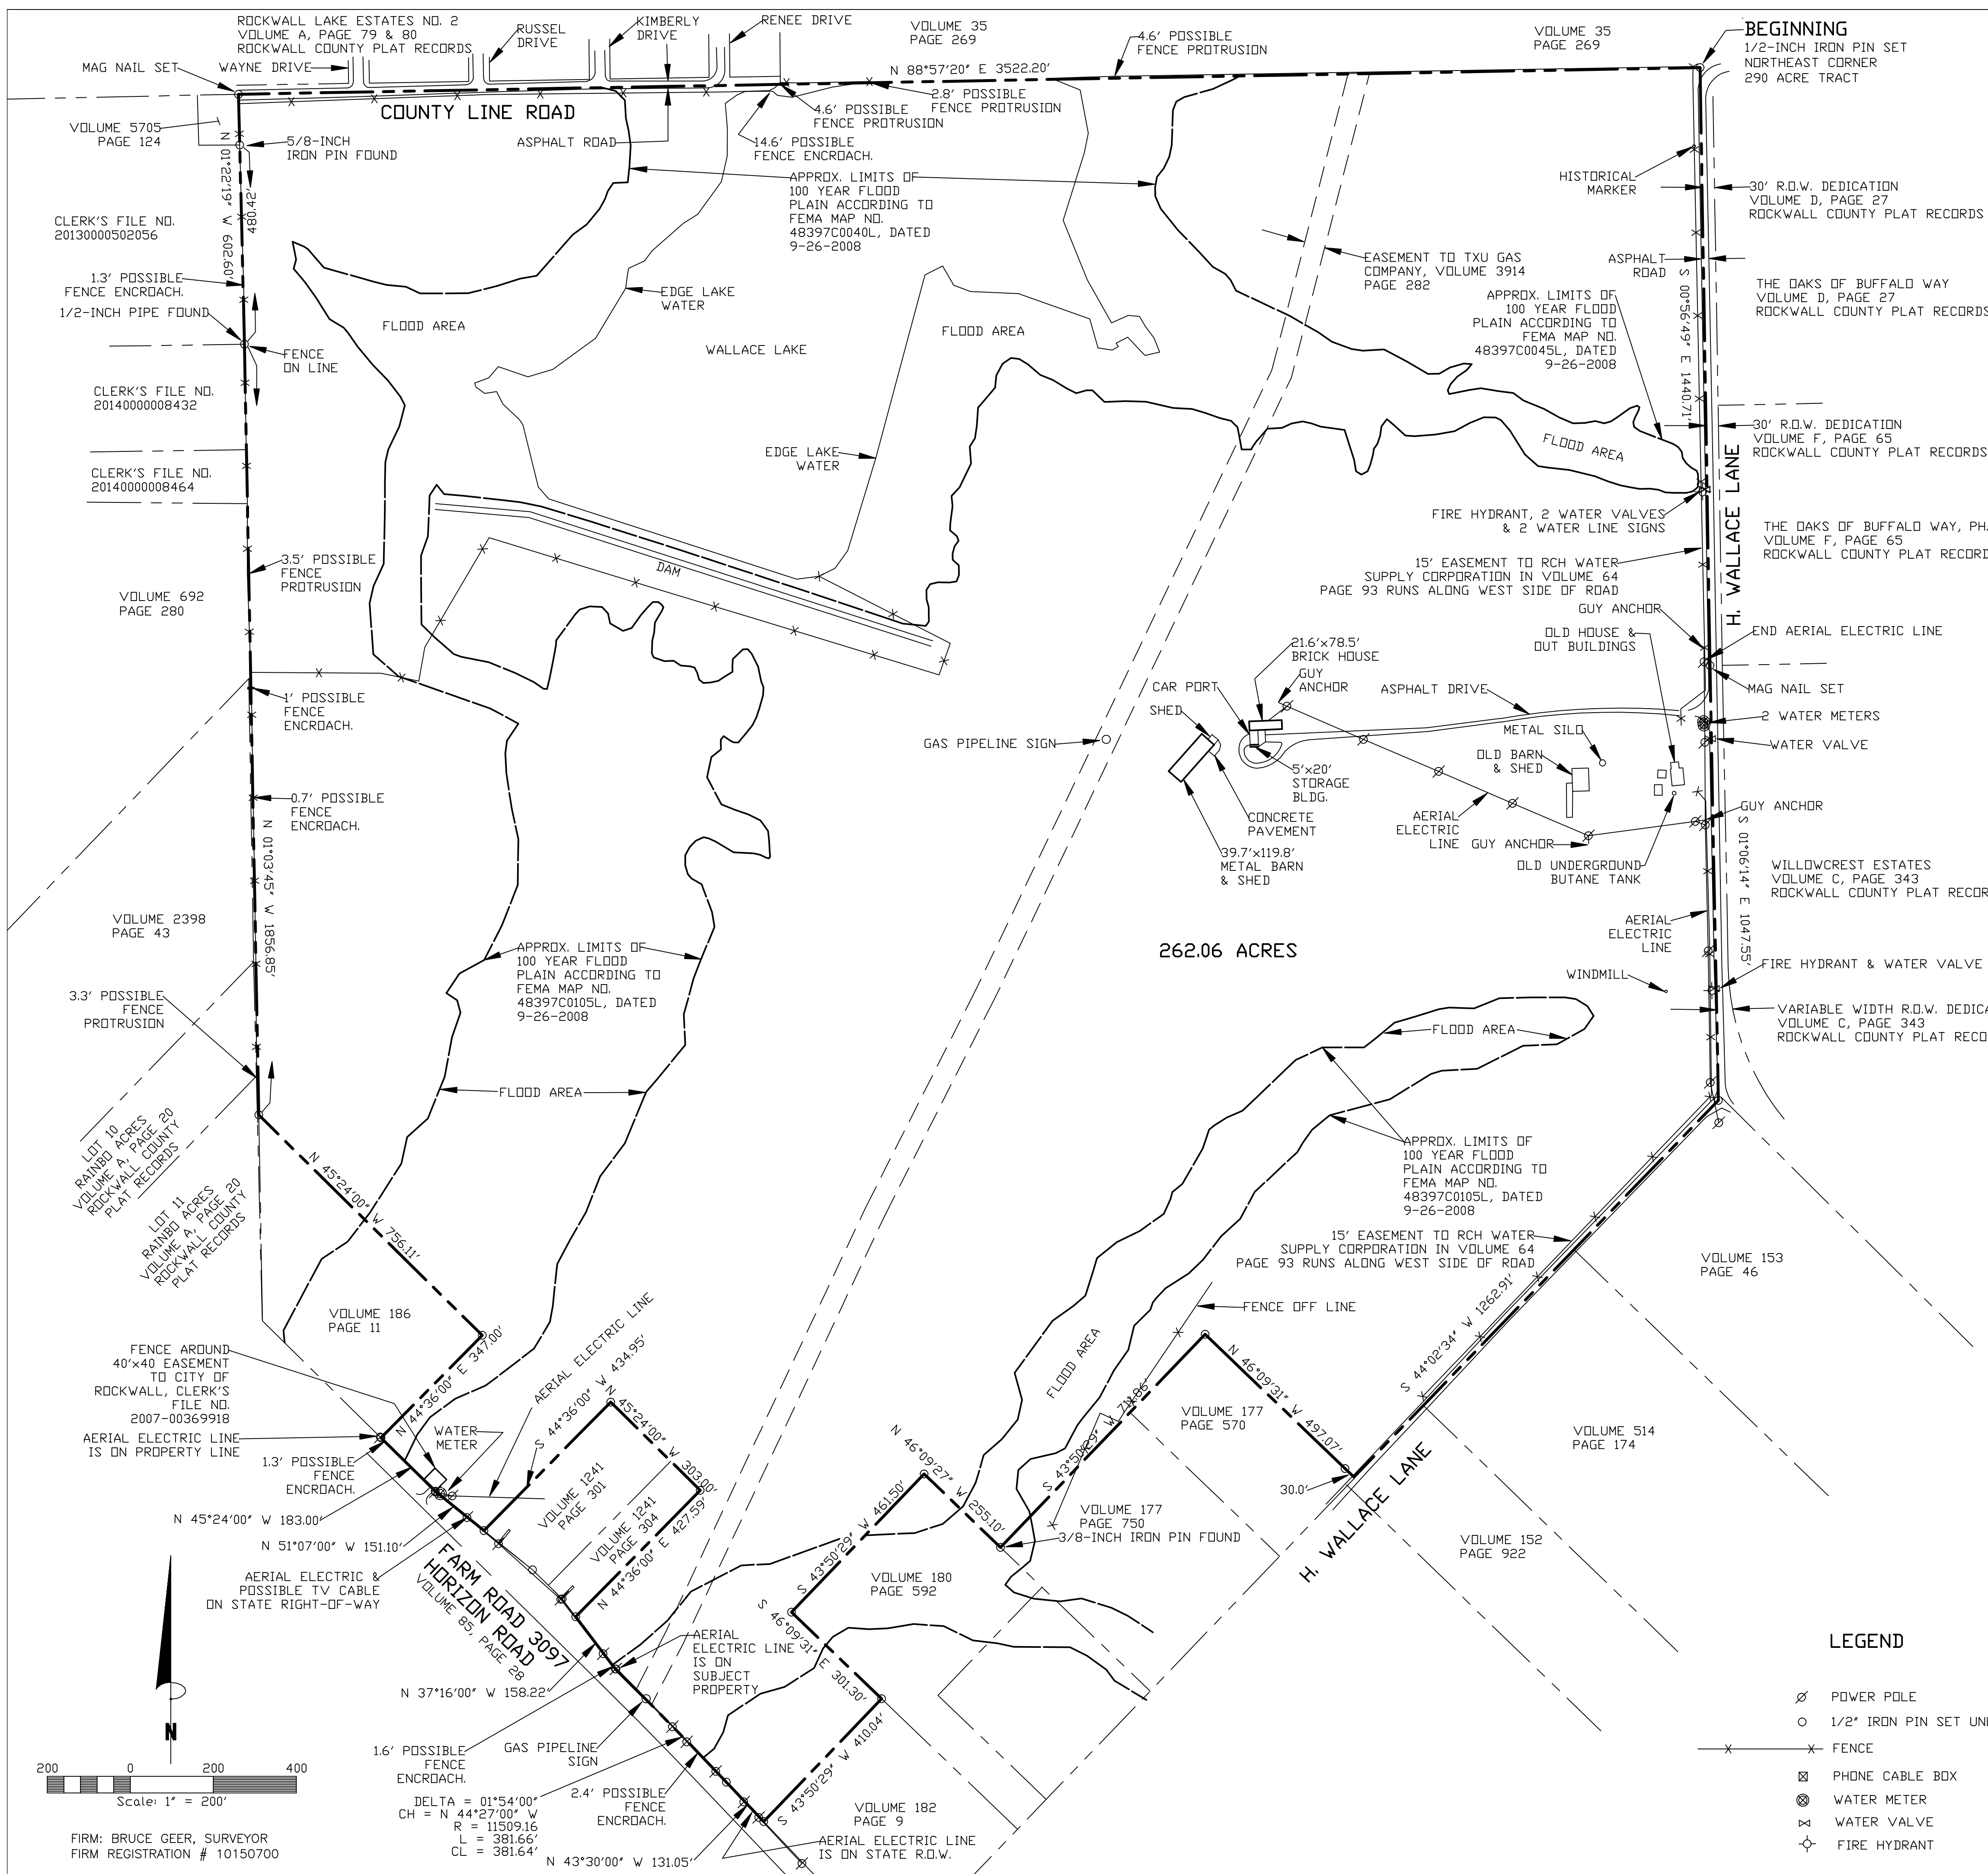 ROCKWALL LAKE ESTATES NO. 2
VOLUME A, PAGE 79 & 80
ROCKWALL COUNTY PLAT RECORDS
MAG NAIL SET
WAYNE DRIVE
RUSSEL
DRIVE
KIMBERLY
DRIVE
RENEE DRIVE
VOLUME 35
PAGE 269
4.6' POSSIBLE
FENCE PROTRUSION
VOLUME 35
PAGE 269
BEGINNING
1/2-INCH IRON PIN SET
NORTHEAST CORNER
290 ACRE TRACT
N 88°57'20" E 3522.20'
COUNTY LINE ROAD
2.8' POSSIBLE
FENCE PROTRUSION
4.6' POSSIBLE
FENCE PROTRUSION
VOLUME 5705
PAGE 124
5/8-INCH
IRON PIN FOUND
ASPHALT ROAD
14.6' POSSIBLE
FENCE ENCROACH.
N 01°22'19" W 602.60'
480.42'
APPROX. LIMITS OF
100 YEAR FLOOD
PLAIN ACCORDING TO
FEMA MAP NO.
48397C0040L, DATED
9-26-2008
HISTORICAL
MARKER
30' R.O.W. DEDICATION
VOLUME D, PAGE 27
ROCKWALL COUNTY PLAT RECORDS
CLERK'S FILE NO.
20130000502056
1.3' POSSIBLE
FENCE ENCROACH.
1/2-INCH PIPE FOUND
EASEMENT TO TXU GAS
COMPANY, VOLUME 3914
PAGE 282
ASPHALT
ROAD
S 00°56'49" E 1440.71'
THE OAKS OF BUFFALO WAY
VOLUME D, PAGE 27
ROCKWALL COUNTY PLAT RECORDS
EDGE LAKE
WATER
FLOOD AREA
WALLACE LAKE
FLOOD AREA
APPROX. LIMITS OF
100 YEAR FLOOD
PLAIN ACCORDING TO
FEMA MAP NO.
48397C0045L, DATED
9-26-2008
FENCE
ON LINE
CLERK'S FILE NO.
20140000008432
CLERK'S FILE NO.
20140000008464
EDGE LAKE
WATER
FLOOD AREA
30' R.O.W. DEDICATION
VOLUME F, PAGE 65
ROCKWALL COUNTY PLAT RECORDS
H. WALLACE LANE
FIRE HYDRANT, 2 WATER VALVES
& 2 WATER LINE SIGNS
THE OAKS OF BUFFALO WAY, PH.
VOLUME F, PAGE 65
ROCKWALL COUNTY PLAT RECORD
3.5' POSSIBLE
FENCE
PROTRUSION
DAM
15' EASEMENT TO RCH WATER
SUPPLY CORPORATION IN VOLUME 64
PAGE 93 RUNS ALONG WEST SIDE OF ROAD
VOLUME 692
PAGE 280
GUY ANCHOR
OLD HOUSE &
OUT BUILDINGS
END AERIAL ELECTRIC LINE
21.6'x78.5'
BRICK HOUSE
GUY
ANCHOR
CAR PORT
SHED
ASPHALT DRIVE
MAG NAIL SET
1' POSSIBLE
FENCE
ENCROACH.
2 WATER METERS
METAL SILO
GAS PIPELINE SIGN
WATER VALVE
OLD BARN
& SHED
5'x20'
STORAGE
BLDG.
0.7' POSSIBLE
FENCE
ENCROACH.
GUY ANCHOR
CONCRETE
PAVEMENT
AERIAL
ELECTRIC
LINE
GUY ANCHOR
39.7'x119.8'
METAL BARN
& SHED
OLD UNDERGROUND
BUTANE TANK
S 01°06'14" E 1047.55'
WILLOWCREST ESTATES
VOLUME C, PAGE 343
ROCKWALL COUNTY PLAT RECOR
N 01°03'45" W 1856.85'
VOLUME 2398
PAGE 43
AERIAL
ELECTRIC
LINE
262.06 ACRES
APPROX. LIMITS OF
100 YEAR FLOOD
PLAIN ACCORDING TO
FEMA MAP NO.
48397C0105L, DATED
9-26-2008
FIRE HYDRANT & WATER VALVE
WINDMILL
3.3' POSSIBLE
FENCE
PROTRUSION
VARIABLE WIDTH R.O.W. DEDICA
VOLUME C, PAGE 343
ROCKWALL COUNTY PLAT RECO
FLOOD AREA
FLOOD AREA
LOT 10
RAINBO ACRES
VOLUME A, PAGE 20
ROCKWALL COUNTY
PLAT RECORDS
LOT 11
RAINBO ACRES
VOLUME A, PAGE 20
ROCKWALL COUNTY
PLAT RECORDS
N 45°24'00" W 756.11'
APPROX. LIMITS OF
100 YEAR FLOOD
PLAIN ACCORDING TO
FEMA MAP NO.
48397C0105L, DATED
9-26-2008
15' EASEMENT TO RCH WATER
SUPPLY CORPORATION IN VOLUME 64
PAGE 93 RUNS ALONG WEST SIDE OF ROAD
VOLUME 153
PAGE 46
FENCE OFF LINE
S 44°02'34" W 1262.91'
VOLUME 186
PAGE 11
FENCE AROUND
40'x40 EASEMENT
TO CITY OF
ROCKWALL, CLERK'S
FILE NO.
2007-00369918
N 44°36'00" E 347.00'
AERIAL ELECTRIC LINE
S 44°36'00" W 434.95'
N 45°24'00" W 303.00'
FLOOD AREA
N 46°09'31" W 497.07'
VOLUME 177
PAGE 570
S 43°50'29" W 711.86'
AERIAL ELECTRIC LINE
IS ON PROPERTY LINE
WATER
METER
1.3' POSSIBLE
FENCE
ENCROACH.
VOLUME 514
PAGE 174
H. WALLACE LANE
30.0'
N 46°09'27" W 255.10'
VOLUME 1241
PAGE 301
VOLUME 1241
PAGE 304
N 44°36'00" E 427.59'
S 43°50'29" W 461.50'
VOLUME 177
PAGE 750
3/8-INCH IRON PIN FOUND
N 45°24'00" W 183.00'
N 51°07'00" W 151.10'
VOLUME 152
PAGE 922
FARM ROAD 3097
HORIZON ROAD
VOLUME 85, PAGE 28
AERIAL ELECTRIC &
POSSIBLE TV CABLE
ON STATE RIGHT-OF-WAY
VOLUME 180
PAGE 592
S 46°09'31" E 301.30'
AERIAL
ELECTRIC LINE
IS ON
SUBJECT
PROPERTY
N 37°16'00" W 158.22'
S 43°50'29" W 410.04'
1.6' POSSIBLE
FENCE
ENCROACH.
GAS PIPELINE
SIGN
2.4' POSSIBLE
FENCE
ENCROACH.
DELTA = 01°54'00"
CH = N 44°27'00" W
R = 11509.16
L = 381.66'
CL = 381.64'
VOLUME 182
PAGE 9
AERIAL ELECTRIC LINE
IS ON STATE R.O.W.
N 43°30'00" W 131.05'
N
200 0 200 400
Scale: 1" = 200'
FIRM: BRUCE GEER, SURVEYOR
FIRM REGISTRATION # 10150700
LEGEND
POWER POLE
1/2" IRON PIN SET UN
FENCE
PHONE CABLE BOX
WATER METER
WATER VALVE
FIRE HYDRANT